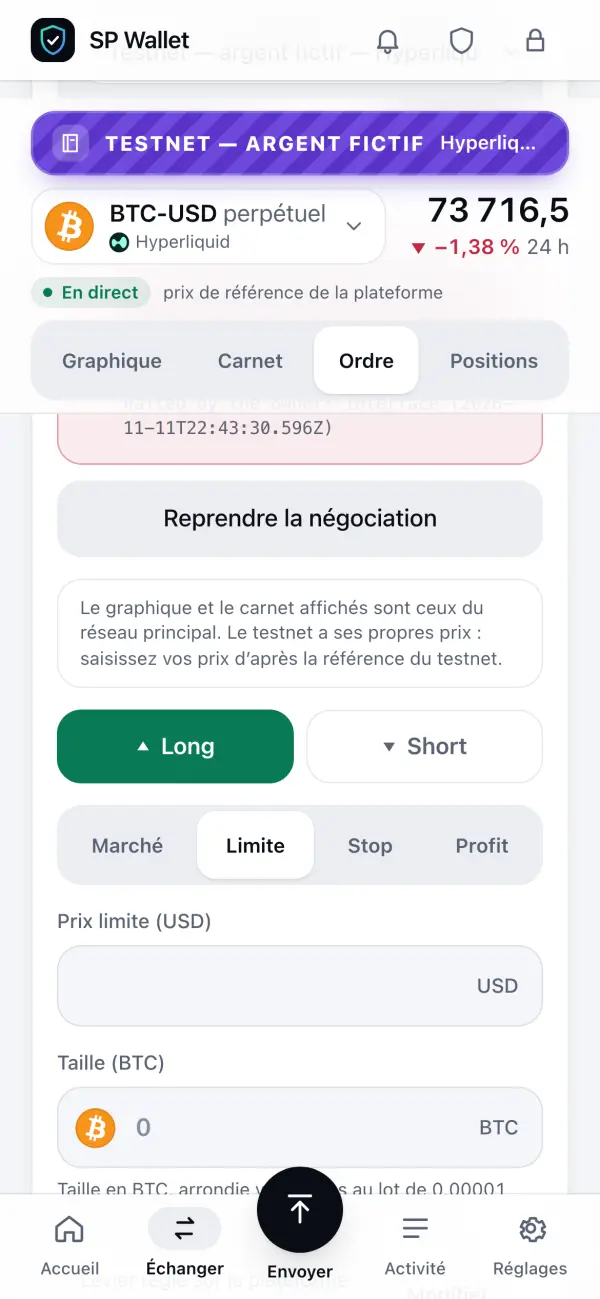 SP Wallet
TESTNET — ARGENT FICTIF Hyperliq...
BTC-USD perpétuel
Hyperliquid
73 716,5
▼ −1,38 % 24 h
En direct
prix de référence de la plateforme
Graphique
Carnet
Ordre
Positions
11-11T22:43:30.596Z)
Reprendre la négociation
Le graphique et le carnet affichés sont ceux du
réseau principal. Le testnet a ses propres prix :
saisissez vos prix d’après la référence du testnet.
▲ Long
▼ Short
Marché
Limite
Stop
Profit
Prix limite (USD)
USD
Taille (BTC)
0
BTC
Taille en BTC, arrondie au lot de 0,00001
Accueil
Échanger
Envoyer
Activité
Réglages